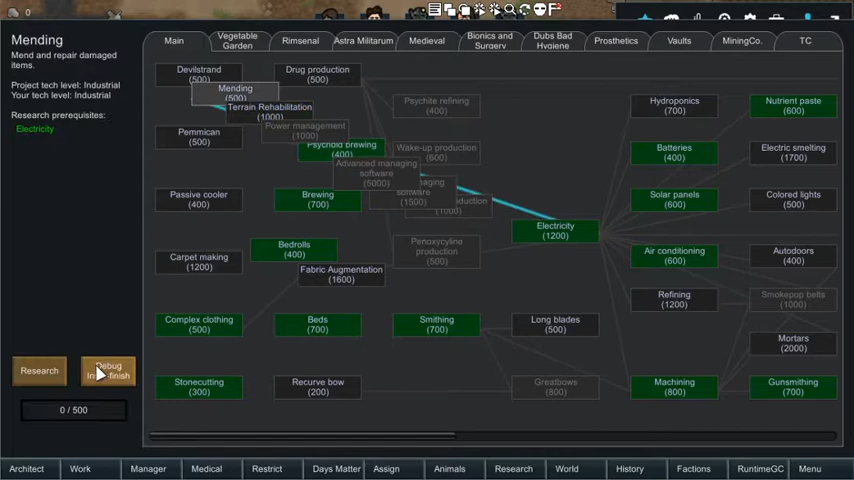 0
2
Mending
Mend and repair damaged
items.
Project tech level: Industrial
Your tech level: Industrial
Research prerequisites:
Electricity
Research
Debug
0 / 500
Main
Vegetable
Garden
Rimsenal
Astra Militarum
Medieval
Bionics and
Surgery
Dubs Bad
Hygiene
Prosthetics
Vaults
MiningCo.
TC
Devilstrand
(500)
Drug production
(500)
Mending
(500)
Terrain Rehabilitation
(1000)
Power management
(1000)
Psychoid brewing
(400)
Advanced managing
software
(5000)
software
(1500)
(1000)
Pemmican
(500)
Passive cooler
(400)
Brewing
(700)
Bedrolls
(400)
Carpet making
(1200)
Fabric Augmentation
(1600)
Complex clothing
(500)
Beds
(700)
Smithing
(700)
Long blades
(500)
Stonecutting
(300)
Recurve bow
(200)
Greatbows
(800)
Psychite refining
(400)
Wake-up production
(600)
Penoxycyline
production
(500)
Electricity
(1200)
Hydroponics
(700)
Nutrient paste
(600)
Batteries
(400)
Electric smelting
(1700)
Solar panels
(600)
Colored lights
(500)
Air conditioning
(600)
Autodoors
(400)
Refining
(1200)
Smokepop belts
(1000)
Mortars
(2000)
Machining
(800)
Gunsmithing
(700)
Architect
Work
Manager
Medical
Restrict
Days Matter
Assign
Animals
Research
World
History
Factions
RuntimeGC
Menu